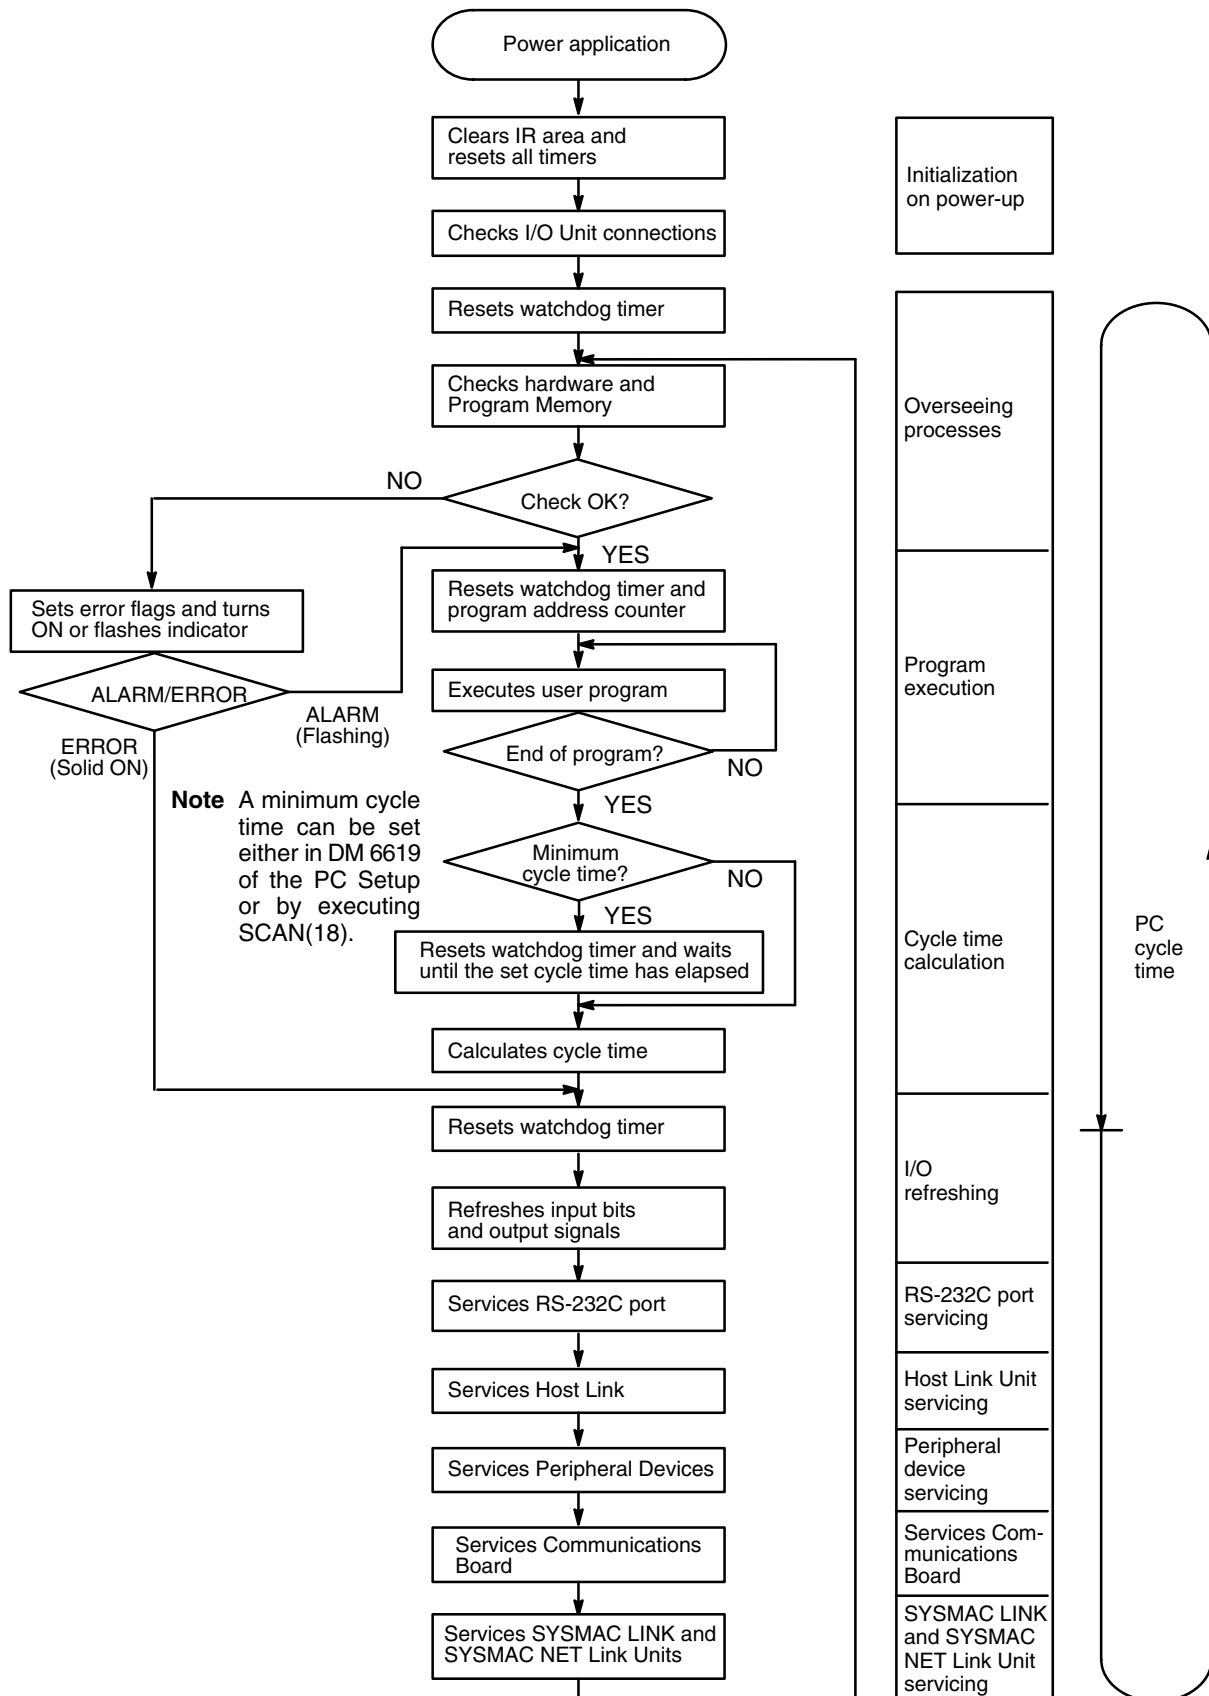 Power application
Clears IR area and
resets all timers
Checks I/O Unit connections
Resets watchdog timer
Checks hardware and
Program Memory
NO
Check OK?
YES
Sets error flags and turns
ON or flashes indicator
Resets watchdog timer and
program address counter
ALARM/ERROR
ALARM
(Flashing)
ERROR
(Solid ON)
Executes user program
End of program?
NO
YES
Note A minimum cycle
time can be set
either in DM 6619
of the PC Setup
or by executing
SCAN(18).
Minimum
cycle time?
NO
YES
Resets watchdog timer and waits
until the set cycle time has elapsed
Calculates cycle time
Resets watchdog timer
Refreshes input bits
and output signals
Services RS-232C port
Services Host Link
Services Peripheral Devices
Services Communications
Board
Services SYSMAC LINK and
SYSMAC NET Link Units
Initialization
on power-up
Overseeing
processes
Program
execution
Cycle time
calculation
I/O
refreshing
RS-232C port
servicing
Host Link Unit
servicing
Peripheral
device
servicing
Services Com-
munications
Board
SYSMAC LINK
and SYSMAC
NET Link Unit
servicing
PC
cycle
time